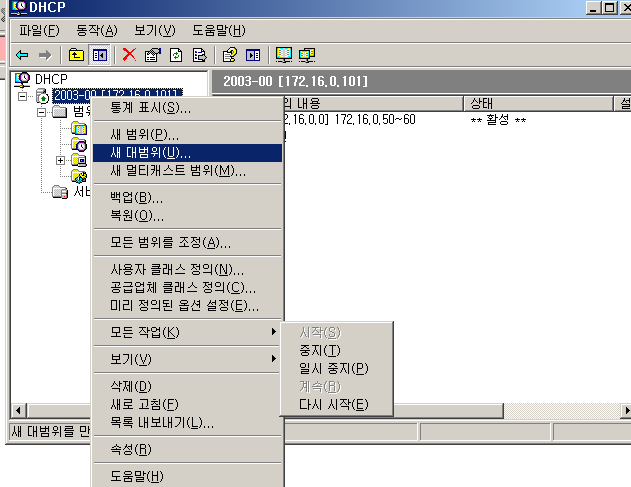 DHCP
파일(F) 동작(A) 보기(V) 도움말(H)
DHCP
2003-00 [172.16.0.101]
2003-00 [172.16.0.101]
통계 표시(S)...
내용 상태
범위
새 범위(P)...
2.16.0.0] 172.16.0.50~60 ** 활성 **
새 대범위(U)...
새 멀티캐스트 범위(M)...
서버
백업(B)...
복원(O)...
모든 범위를 조정(A)...
사용자 클래스 정의(N)...
공급업체 클래스 정의(C)...
미리 정의된 옵션 설정(E)...
모든 작업(K)
시작(S)
중지(T)
보기(V)
일시 중지(P)
계속(R)
삭제(D)
다시 시작(E)
새로 고침(F)
목록 내보내기(L)...
새 대범위를 만
속성(R)
도움말(H)